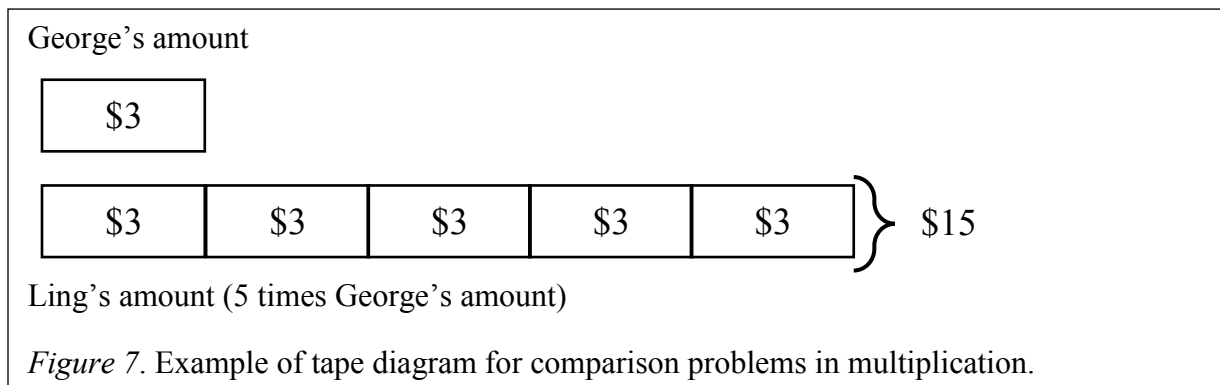 George’s amount
$3
$3 $3 $3 $3 $3 $15
Ling’s amount (5 times George’s amount)
Figure 7. Example of tape diagram for comparison problems in multiplication.